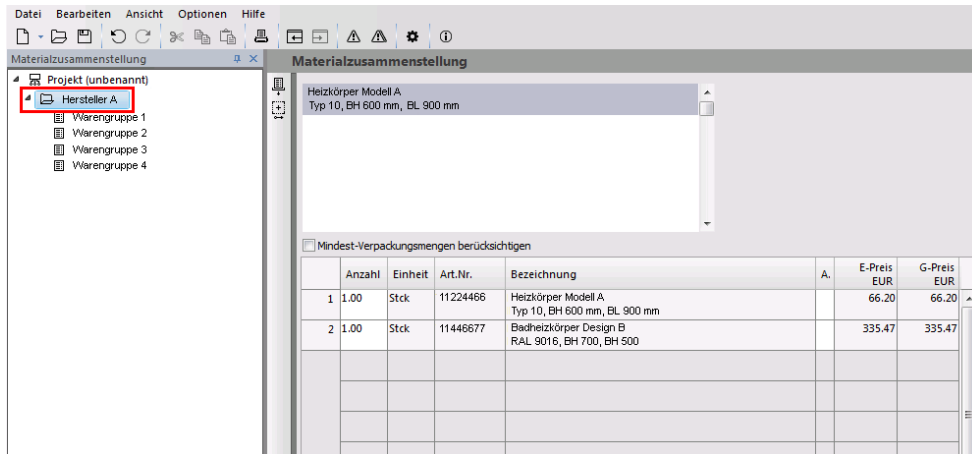 Datei Bearbeiten Ansicht Optionen Hilfe
Materialzusammenstellung
Projekt (unbenannt)
Hersteller A
Warengruppe 1
Warengruppe 2
Warengruppe 3
Warengruppe 4
Materialzusammenstellung
Heizkörper Modell A
Typ 10, BH 600 mm, BL 900 mm
Mindest-Verpackungsmengen berücksichtigen
Anzahl Einheit Art.Nr. Bezeichnung A. E-Preis EUR G-Preis EUR
1 1.00 Stck 11224466 Heizkörper Modell A 66.20 66.20
Typ 10, BH 600 mm, BL 900 mm
2 1.00 Stck 11446677 Badheizkörper Design B 335.47 335.47
RAL 9016, BH 700, BH 500